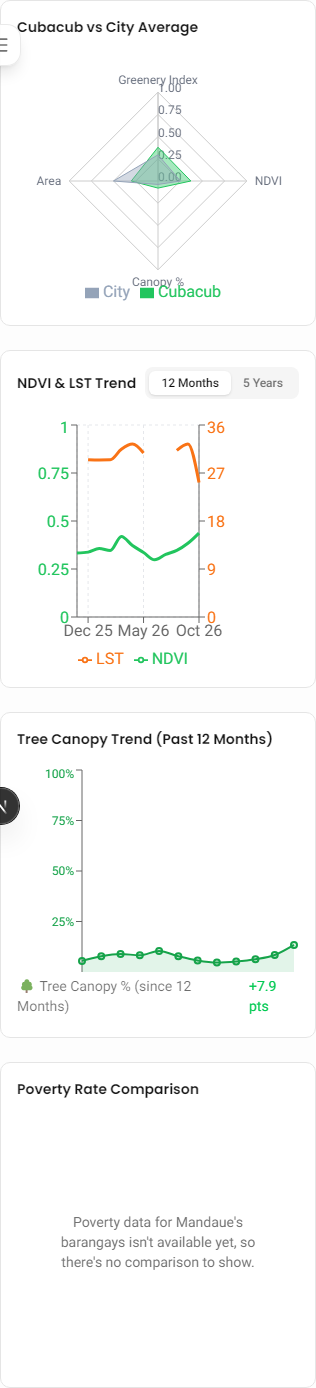 Cubacub vs City Average
Greenery Index
1.00
0.75
0.50
0.25
0.00
Area
NDVI
Canopy %
City
Cubacub
NDVI & LST Trend
12 Months
5 Years
1
36
0.75
27
0.5
18
0.25
9
0
0
Dec 25 May 26 Oct 26
LST NDVI
Tree Canopy Trend (Past 12 Months)
100%
75%
50%
25%
Tree Canopy % (since 12
Months)
+7.9
pts
Poverty Rate Comparison
Poverty data for Mandaue's
barangays isn't available yet, so
there's no comparison to show.